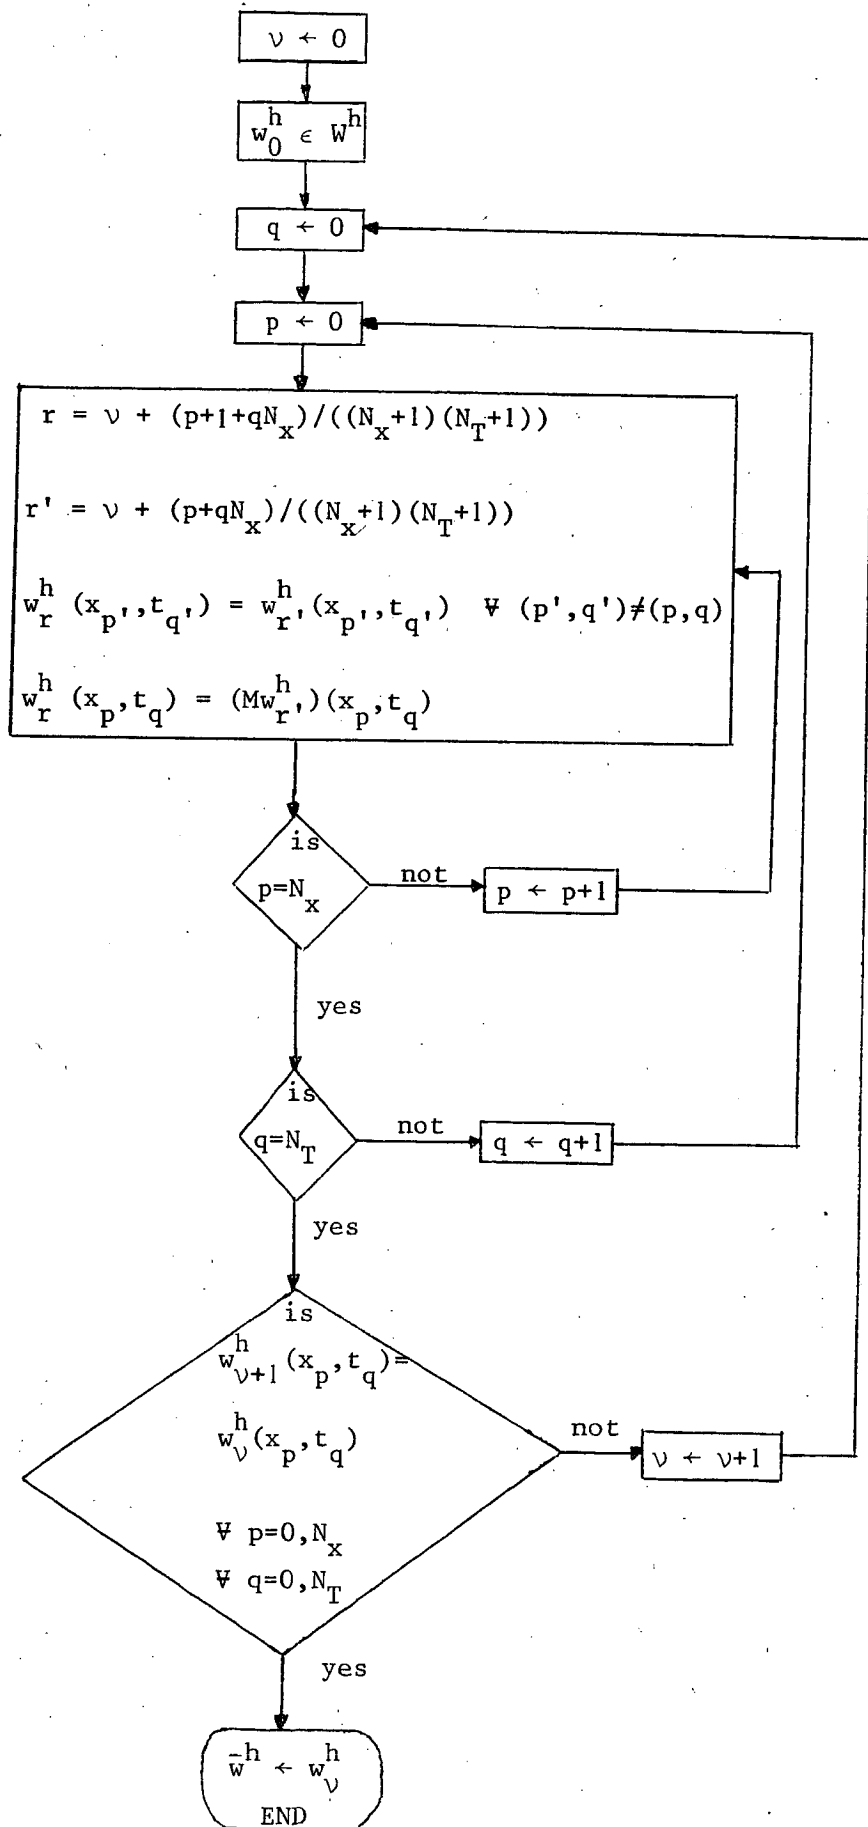 ν ← 0
w_0^h ε W^h
q ← 0
p ← 0
r = ν + (p+1+qN_x)/((N_x+1)(N_T+1))
r' = ν + (p+qN_x)/((N_x+1)(N_T+1))
w_r^h (x_p',t_q') = w_r'^h(x_p',t_q') ∀ (p',q')≠(p,q)
w_r^h (x_p,t_q) = (Mw_r'^h)(x_p,t_q)
is
p=N_x
not
p ← p+1
yes
is
q=N_T
not
q ← q+1
yes
is
w_ν+1^h(x_p,t_q)=
w_ν^h(x_p,t_q)
not
ν ← ν+1
∀ p=0,N_x
∀ q=0,N_T
yes
w̄^h ← w_ν^h
END